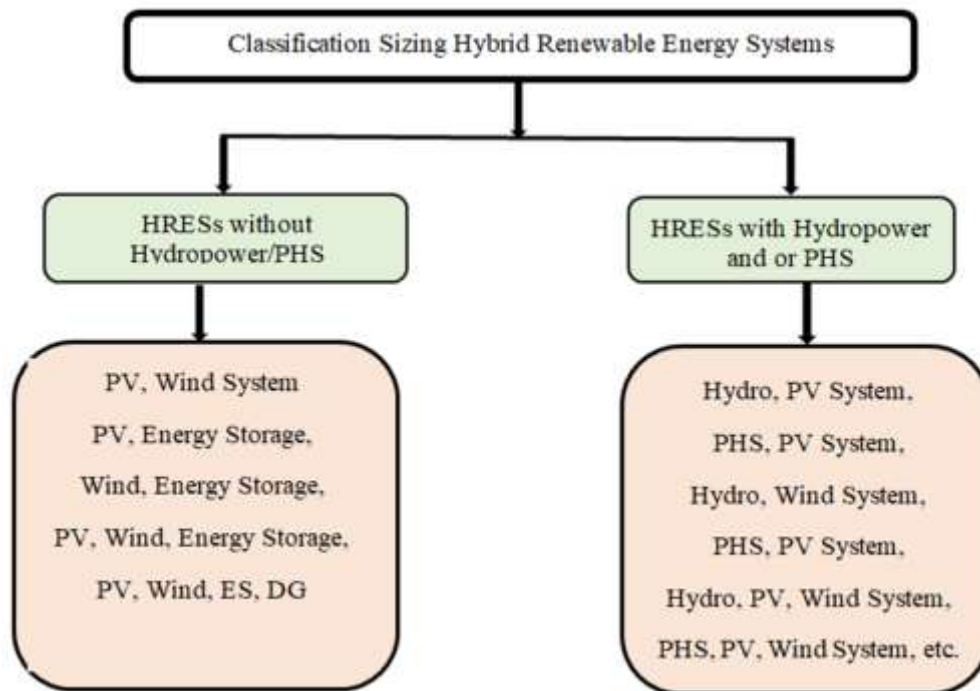 Classification Sizing Hybrid Renewable Energy Systems
HRESs without
Hydropower/PHS
HRESs with Hydropower
and or PHS
PV, Wind System
PV, Energy Storage,
Wind, Energy Storage,
PV, Wind, Energy Storage,
PV, Wind, ES, DG
Hydro, PV System,
PHS, PV System,
Hydro, Wind System,
PHS, PV System,
Hydro, PV, Wind System,
PHS, PV, Wind System, etc.